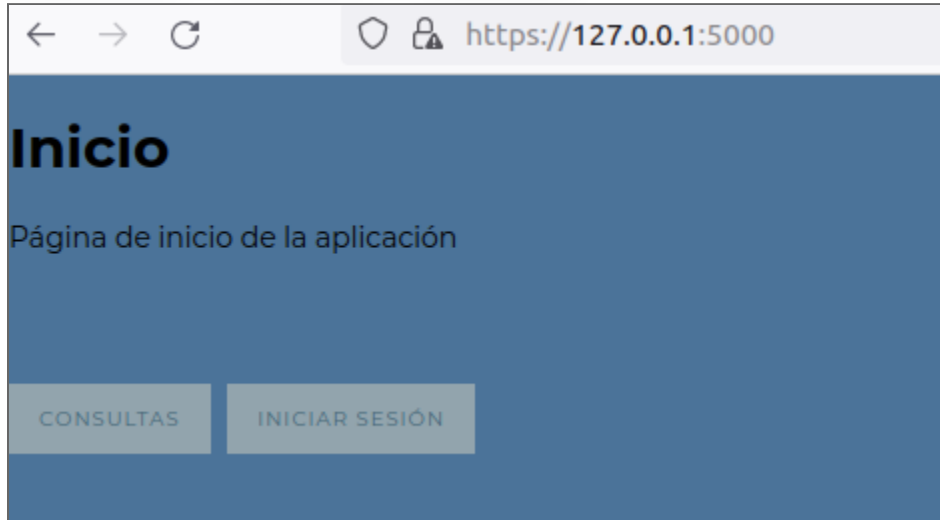 https://127.0.0.1:5000
Inicio
Página de inicio de la aplicación
CONSULTAS INICIAR SESIÓN